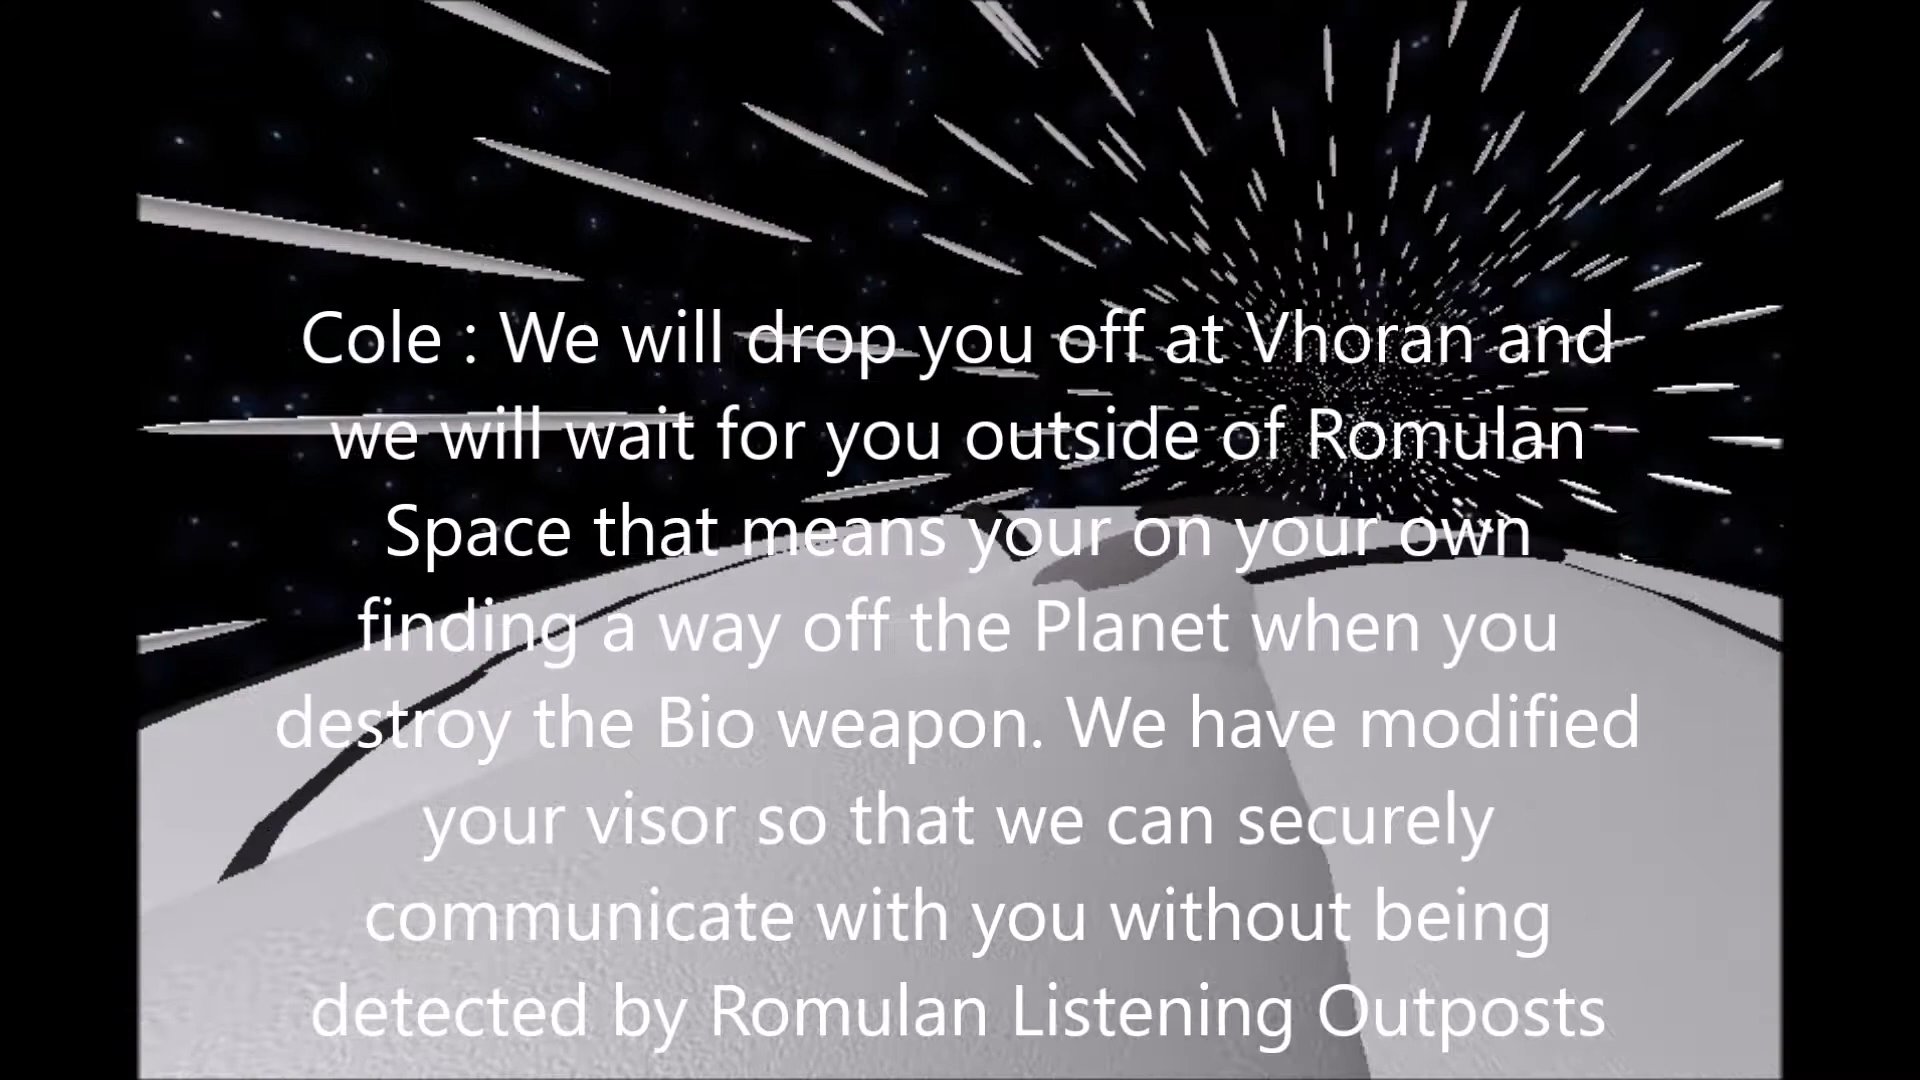 Cole : We will drop you off at Vhoran and
we will wait for you outside of Romulan
Space that means your on your own
finding a way off the Planet when you
destroy the Bio weapon. We have modified
your visor so that we can securely
communicate with you without being
detected by Romulan Listening Outposts